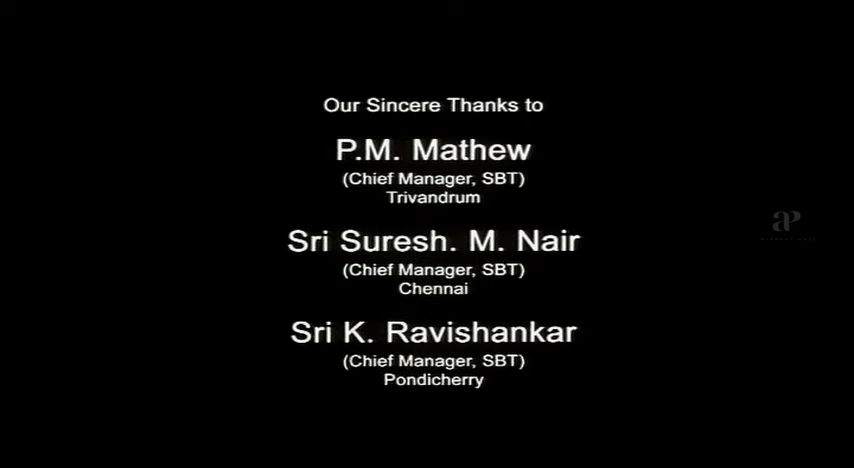 Our Sincere Thanks to
P.M. Mathew
(Chief Manager, SBT)
Trivandrum
Sri Suresh. M. Nair
(Chief Manager, SBT)
Chennai
Sri K. Ravishankar
(Chief Manager, SBT)
Pondicherry